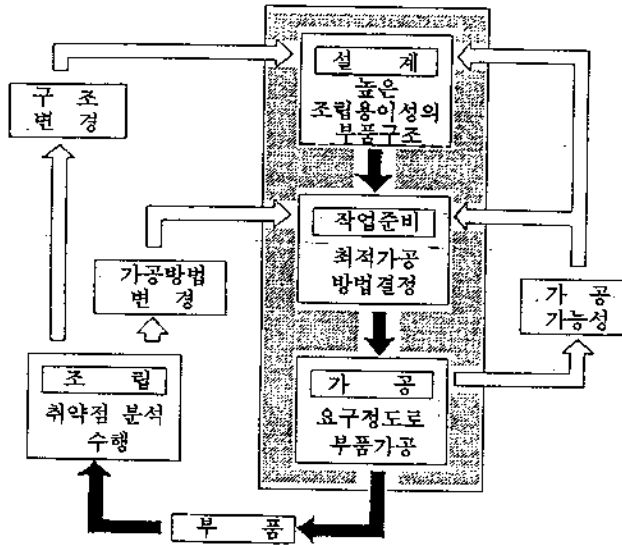 설 계
높은
조립용이성의
부품구조
구 조
변 경
작업준비
최적가공
방법결정
가공방법
변 경
가 공
가능성
조 립
취약점 분석
수행
가 공
요구정도로
부품가공
부 품